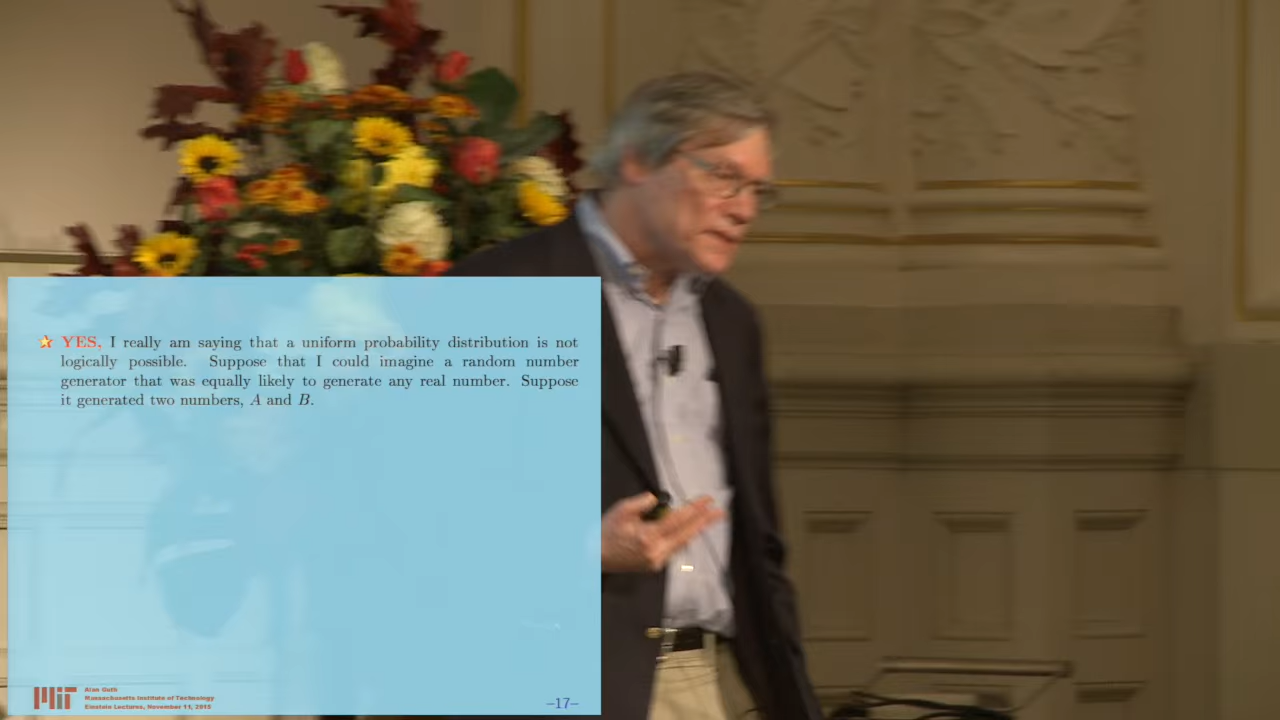 YES, I really am saying that a uniform probability distribution is not
logically possible. Suppose that I could imagine a random number
generator that was equally likely to generate any real number. Suppose
it generated two numbers, A and B.
MIT
Alan Guth
Massachusetts Institute of Technology
Einstein Lectures, November 11, 2015
–17–